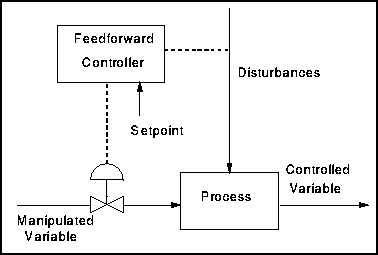 Feedforward
Controller
Disturbances
Setpoint
Controlled
Variable
Process
Manipulated
Variable